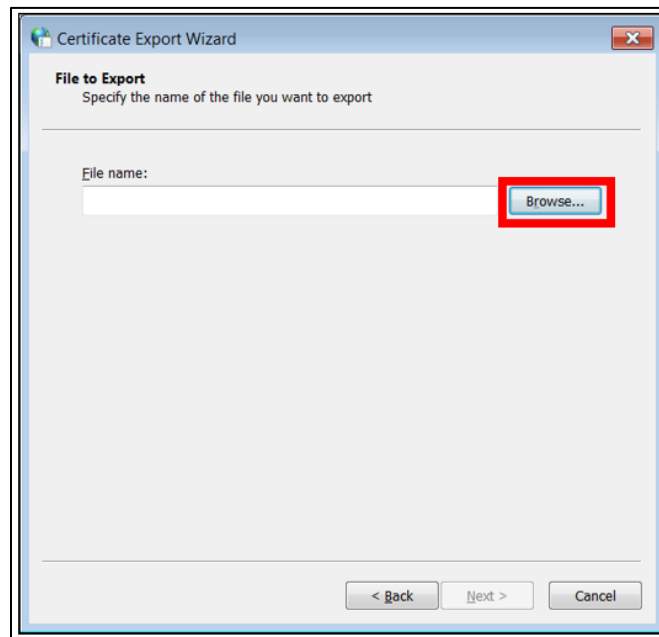 Certificate Export Wizard
File to Export
Specify the name of the file you want to export
File name:
Browse...
< Back Next > Cancel